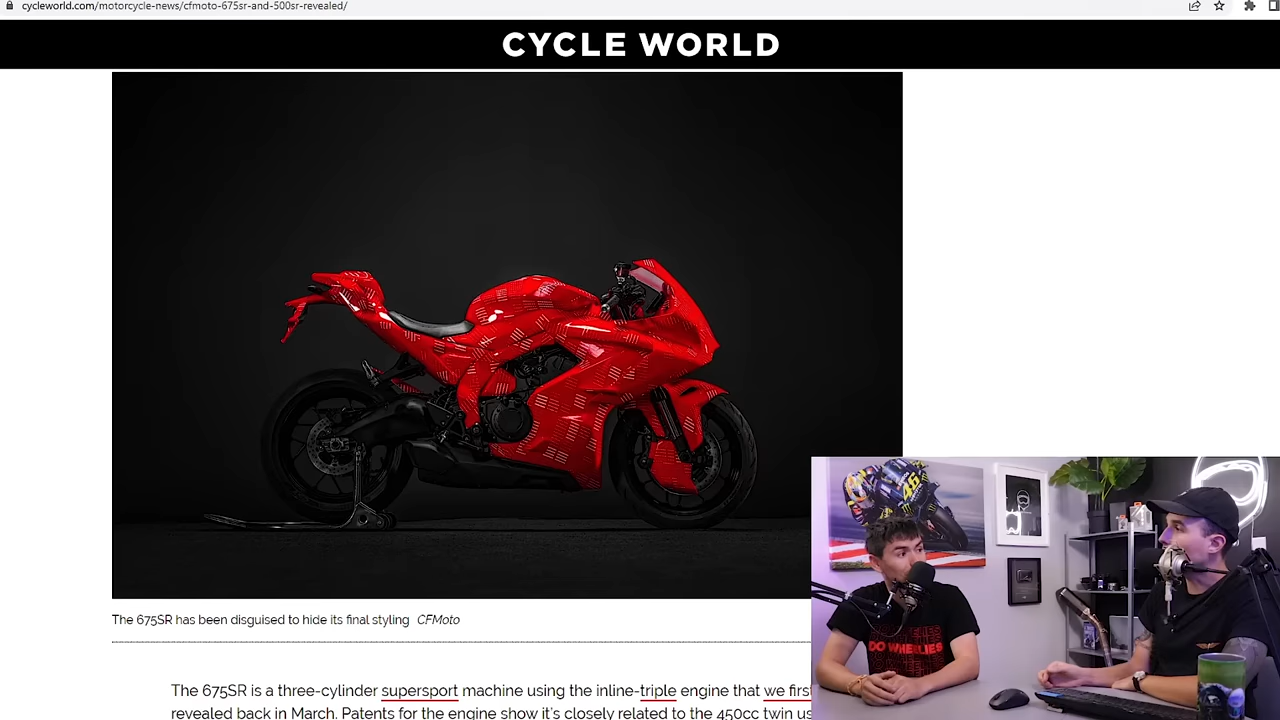 cycleworld.com/motorcycle-news/cfmoto-675sr-and-500sr-revealed/
CYCLE WORLD
The 675SR has been disguised to hide its final styling CFMoto
The 675SR is a three-cylinder supersport machine using the inline-triple engine that we
revealed back in March. Patents for the engine show it's closely related to the 450cc twin
46
DO WHEELIES